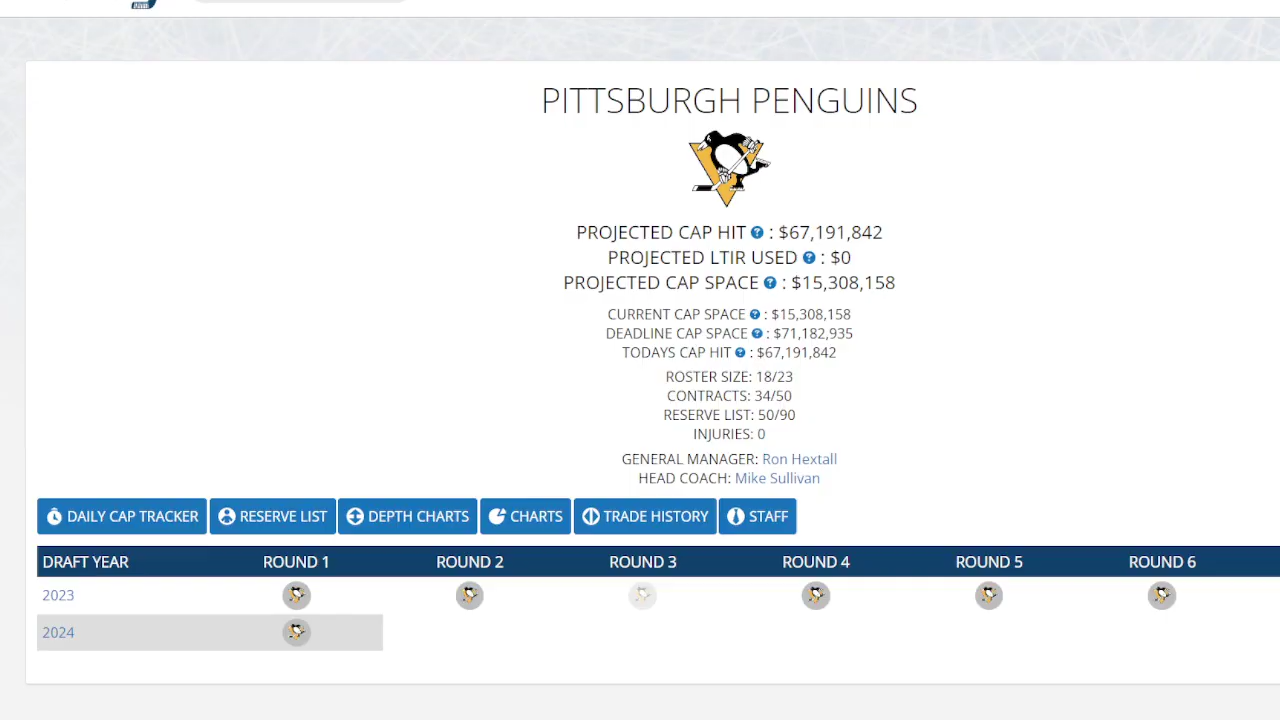 PITTSBURGH PENGUINS
PROJECTED CAP HIT ? : $67,191,842
PROJECTED LTIR USED ? : $0
PROJECTED CAP SPACE ? : $15,308,158
CURRENT CAP SPACE ? : $15,308,158
DEADLINE CAP SPACE ? : $71,182,935
TODAYS CAP HIT ? : $67,191,842
ROSTER SIZE: 18/23
CONTRACTS: 34/50
RESERVE LIST: 50/90
INJURIES: 0
GENERAL MANAGER: Ron Hextall
HEAD COACH: Mike Sullivan
DAILY CAP TRACKER RESERVE LIST DEPTH CHARTS CHARTS TRADE HISTORY STAFF
DRAFT YEAR ROUND 1 ROUND 2 ROUND 3 ROUND 4 ROUND 5 ROUND 6
2023
2024